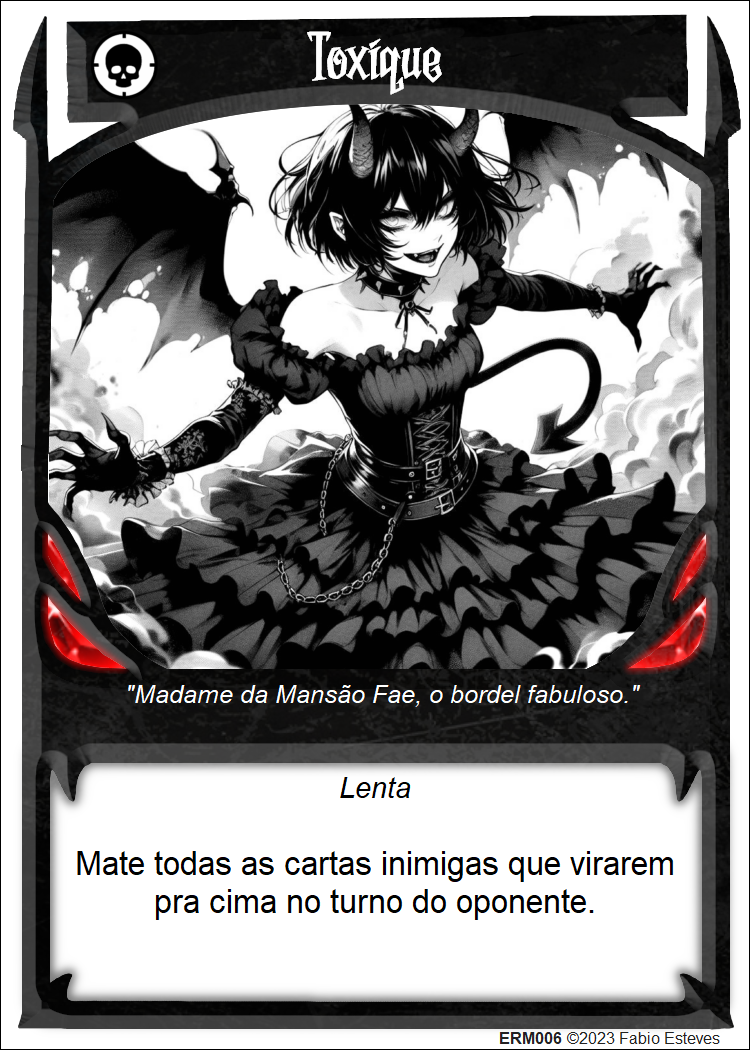 Toxique
"Madame da Mansão Fae, o bordel fabuloso."
Lenta
Mate todas as cartas inimigas que virarem
pra cima no turno do oponente.
ERM006 ©2023 Fabio Esteves